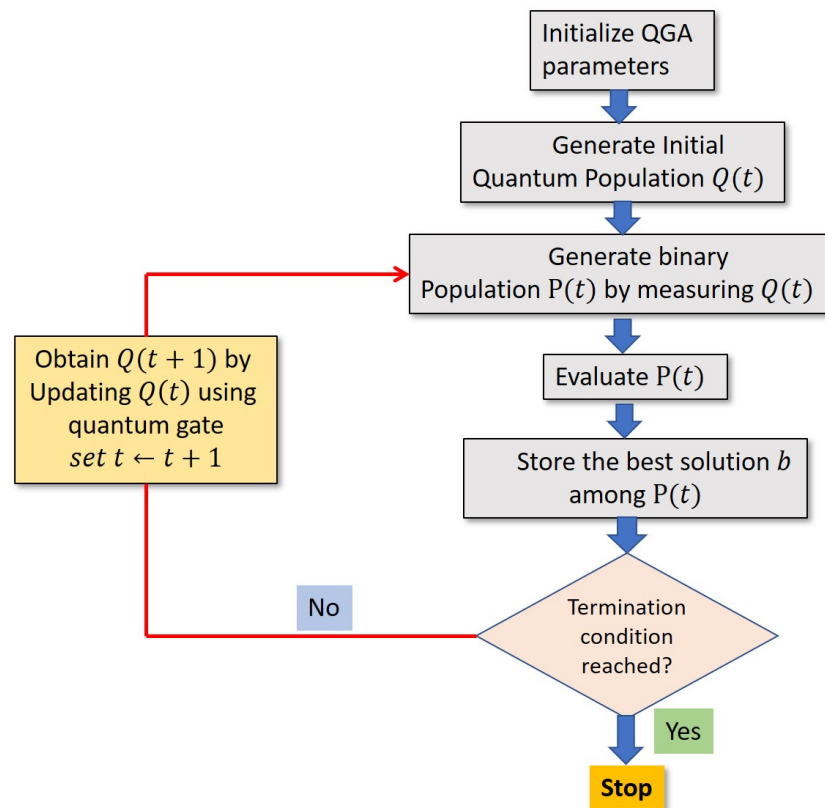 Initialize QGA
parameters
Generate Initial
Quantum Population Q(t)
Generate binary
Population P(t) by measuring Q(t)
Evaluate P(t)
Store the best solution b
among P(t)
Termination
condition
reached?
No
Obtain Q(t + 1) by
Updating Q(t) using
quantum gate
set t ← t + 1
Yes
Stop